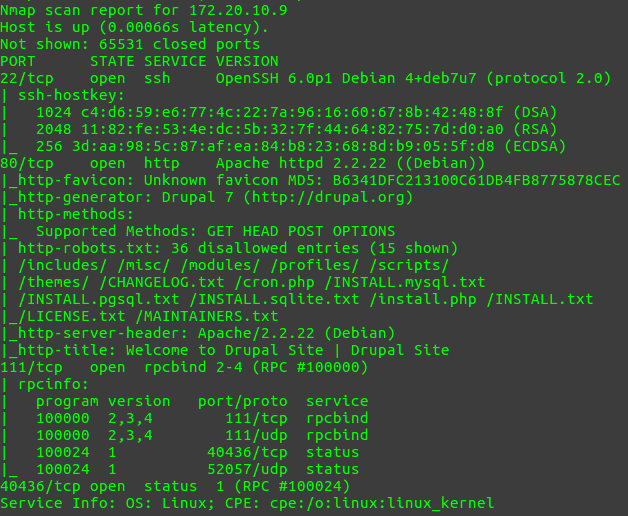 Nmap scan report for 172.20.10.9
Host is up (0.00066s latency).
Not shown: 65531 closed ports
PORT      STATE SERVICE VERSION
22/tcp    open  ssh     OpenSSH 6.0p1 Debian 4+deb7u7 (protocol 2.0)
| ssh-hostkey:
|   1024 c4:d6:59:e6:77:4c:22:7a:96:16:60:67:8b:42:48:8f (DSA)
|   2048 11:82:fe:53:4e:dc:5b:32:7f:44:64:82:75:7d:d0:a0 (RSA)
|_  256 3d:aa:98:5c:87:af:ea:84:b8:23:68:8d:b9:05:5f:d8 (ECDSA)
80/tcp    open  http    Apache httpd 2.2.22 ((Debian))
|_http-favicon: Unknown favicon MD5: B6341DFC213100C61DB4FB8775878CEC
|_http-generator: Drupal 7 (http://drupal.org)
| http-methods:
|_  Supported Methods: GET HEAD POST OPTIONS
| http-robots.txt: 36 disallowed entries (15 shown)
| /includes/ /misc/ /modules/ /profiles/ /scripts/
| /themes/ /CHANGELOG.txt /cron.php /INSTALL.mysql.txt
| /INSTALL.pgsql.txt /INSTALL.sqlite.txt /install.php /INSTALL.txt
|_/LICENSE.txt /MAINTAINERS.txt
|_http-server-header: Apache/2.2.22 (Debian)
|_http-title: Welcome to Drupal Site | Drupal Site
111/tcp   open  rpcbind 2-4 (RPC #100000)
| rpcinfo:
|   program version   port/proto  service
|   100000  2,3,4        111/tcp  rpcbind
|   100000  2,3,4        111/udp  rpcbind
|   100024  1          40436/tcp  status
|_  100024  1          52057/udp  status
40436/tcp open  status  1 (RPC #100024)
Service Info: OS: Linux; CPE: cpe:/o:linux:linux_kernel